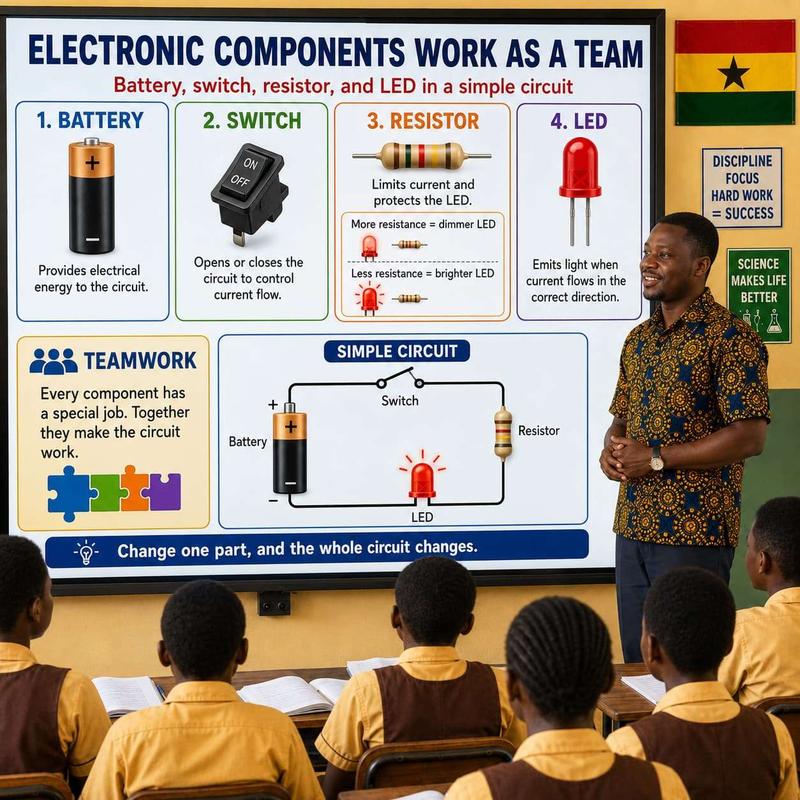 ELECTRONIC COMPONENTS WORK AS A TEAM
Battery, switch, resistor, and LED in a simple circuit
1. BATTERY
+
Provides electrical
energy to the circuit.
2. SWITCH
ON
OFF
Opens or closes the
circuit to control
current flow.
3. RESISTOR
Limits current and
protects the LED.
More resistance = dimmer LED
Less resistance = brighter LED
4. LED
Emits light when
current flows in the
correct direction.
TEAMWORK
Every component has
a special job. Together
they make the circuit
work.
SIMPLE CIRCUIT
Switch
+
+
Battery
−
Resistor
LED
Change one part, and the whole circuit changes.
DISCIPLINE
FOCUS
HARD WORK
= SUCCESS
SCIENCE
MAKES LIFE
BETTER